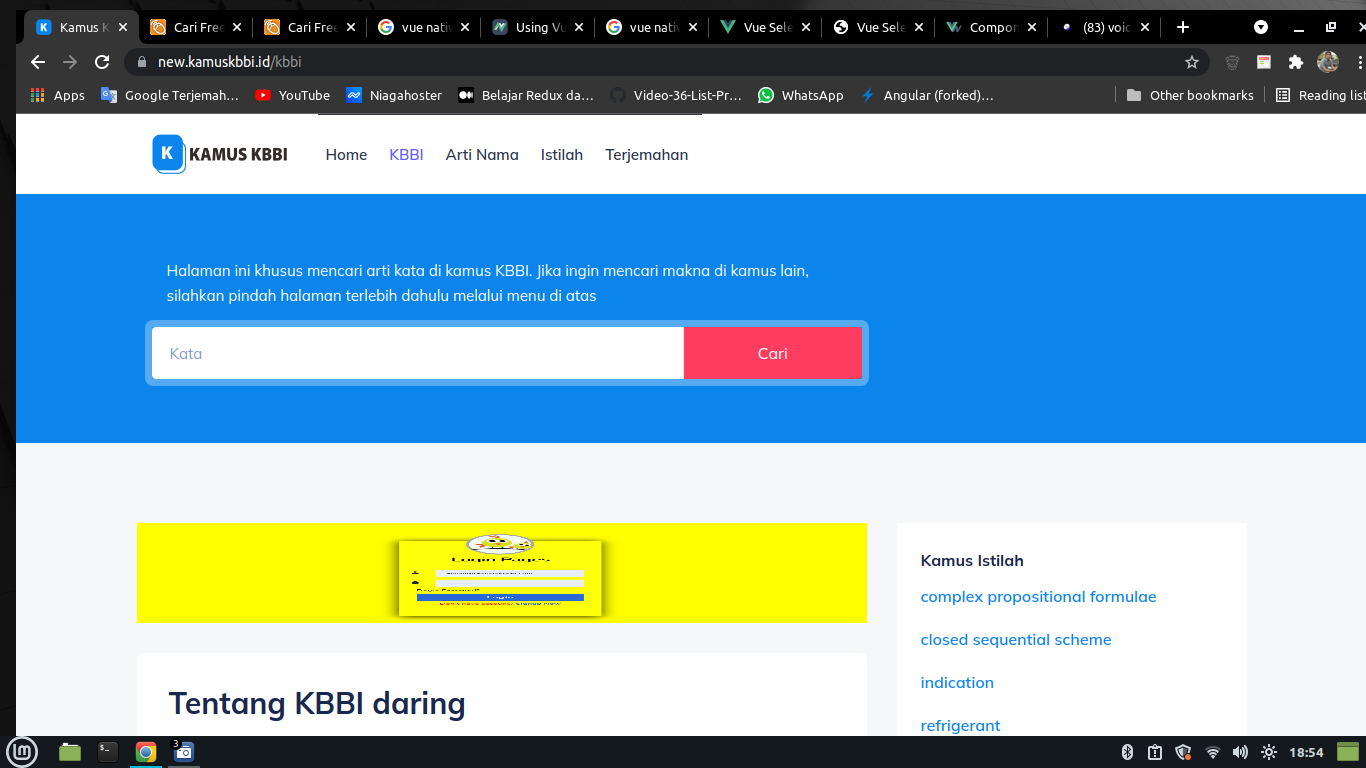 Kamus K
Cari Free
Cari Free
vue nativ
Using Vu
vue nativ
Vue Sele
Vue Sele
Compon
(83) voic
new.kamuskbbi.id/kbbi
Apps
Google Terjemah...
YouTube
Niagahoster
Belajar Redux da...
Video-36-List-Pr...
WhatsApp
Angular (forked)...
Other bookmarks
Reading list
K KAMUS KBBI
Home
KBBI
Arti Nama
Istilah
Terjemahan
Halaman ini khusus mencari arti kata di kamus KBBI. Jika ingin mencari makna di kamus lain,
silahkan pindah halaman terlebih dahulu melalui menu di atas
Kata
Cari
Login Pages
Login
Kamus Istilah
complex propositional formulae
closed sequential scheme
indication
refrigerant
Tentang KBBI daring
3
18:54